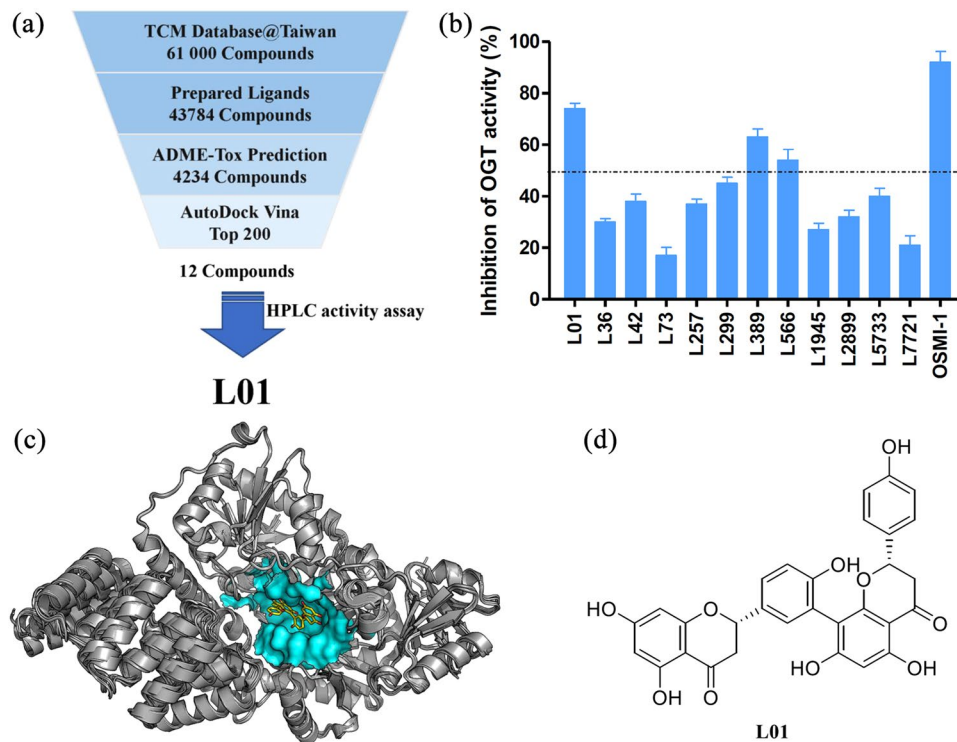 (a)
TCM Database@Taiwan
61 000 Compounds
Prepared Ligands
43784 Compounds
ADME-Tox Prediction
4234 Compounds
AutoDock Vina
Top 200
12 Compounds
HPLC activity assay
L01
(b)
Inhibition of OGT activity (%)
100
80
60
40
20
0
L01
L36
L42
L73
L257
L299
L389
L566
L1945
L2899
L5733
L7721
OSMI-1
(c)
(d)
OH
OH
O
O
HO
O
OH
O
HO
OH
OH
L01